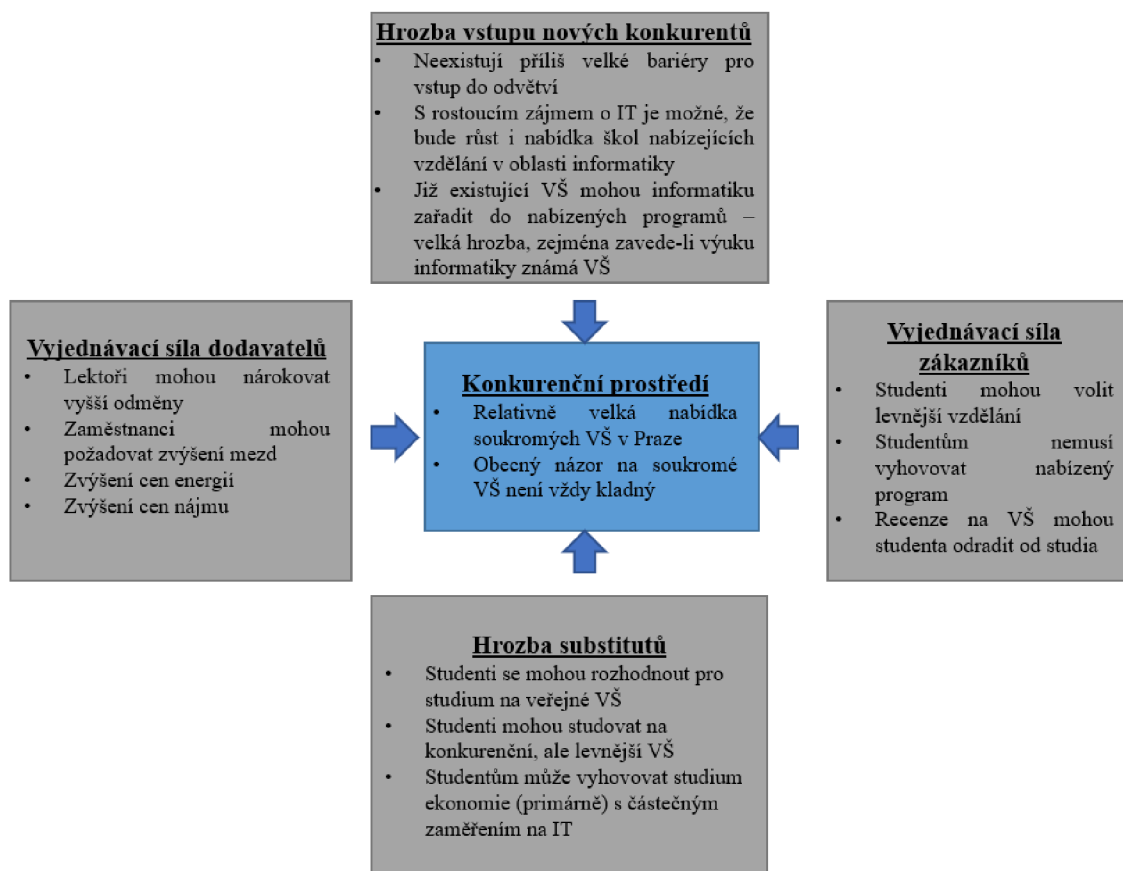 Hrozba vstupu nových konkurentů
• Neexistují příliš velké bariéry pro
vstup do odvětví
• S rostoucím zájmem o IT je možné, že
bude růst i nabídka škol nabízejících
vzdělání v oblasti informatiky
• Již existující VŠ mohou informatiku
zařadit do nabízených programů –
velká hrozba, zejména zavede-li výuku
informatiky známá VŠ
Vyjednávací síla dodavatelů
• Lektoři mohou nárokovat
vyšší odměny
• Zaměstnanci mohou
požadovat zvýšení mezd
• Zvýšení cen energií
• Zvýšení cen nájmu
Konkurenční prostředí
• Relativně velká nabídka
soukromých VŠ v Praze
• Obecný názor na soukromé
VŠ není vždy kladný
Vyjednávací síla
zákazníků
• Studenti mohou volit
levnější vzdělání
• Studentům nemusí
vyhovovat nabízený
program
• Recenze na VŠ mohou
studenta odradit od studia
Hrozba substitutů
• Studenti se mohou rozhodnout pro
studium na veřejné VŠ
• Studenti mohou studovat na
konkurenční, ale levnější VŠ
• Studentům může vyhovovat studium
ekonomie (primárně) s částečným
zaměřením na IT